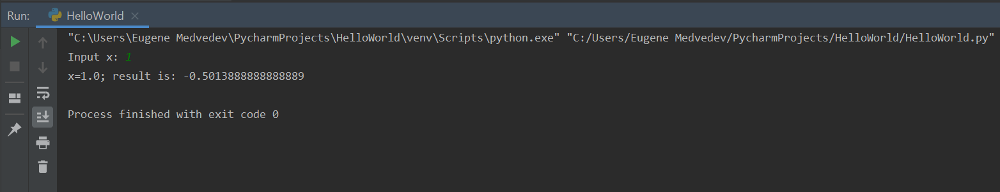 Run: HelloWorld
"C:\Users\Eugene Medvedev\PycharmProjects\HelloWorld\venv\Scripts\python.exe" "C:/Users/Eugene Medvedev/PycharmProjects/HelloWorld/HelloWorld.py"
Input x: 1
x=1.0; result is: -0.5013888888888889
Process finished with exit code 0